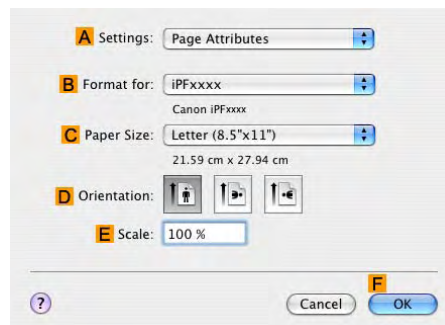 A Settings: Page Attributes
B Format for: iPFxxxx
Canon iPFxxxx
C Paper Size: Letter (8.5"x11")
21.59 cm x 27.94 cm
D Orientation:
E Scale: 100 %
F
? Cancel OK